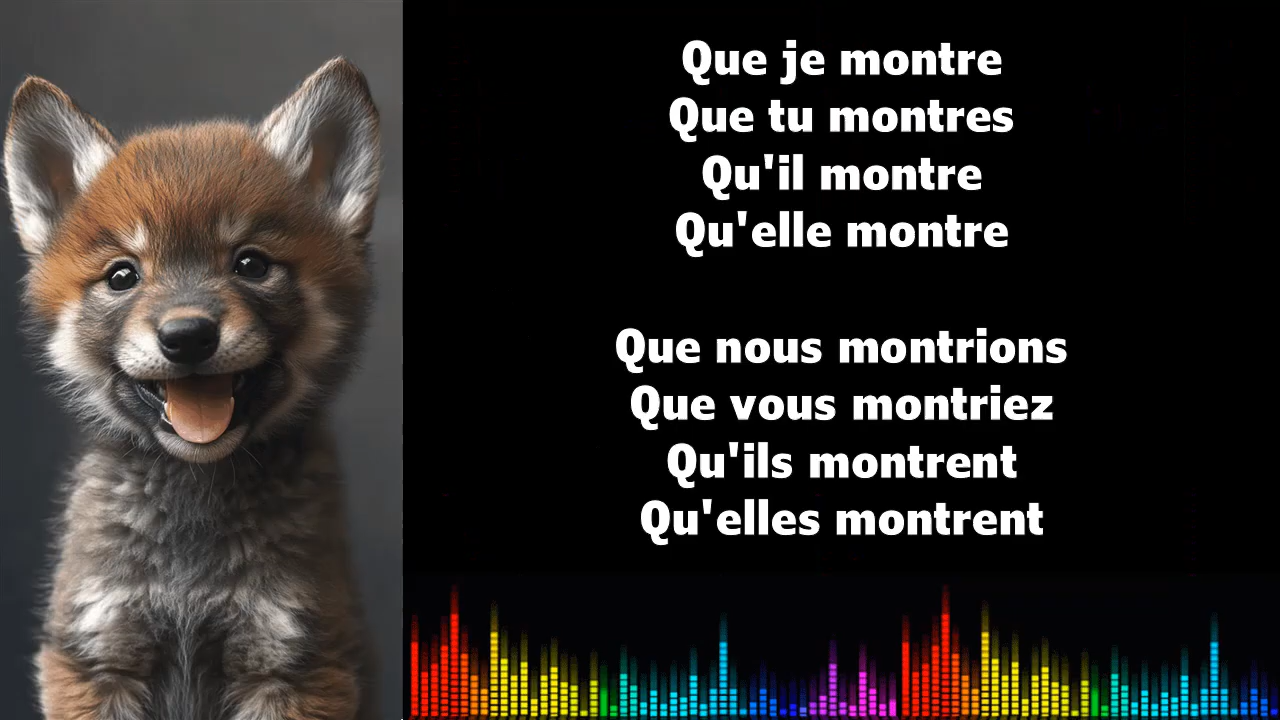 Que je montre
Que tu montres
Qu'il montre
Qu'elle montre
Que nous montrions
Que vous montriez
Qu'ils montrent
Qu'elles montrent